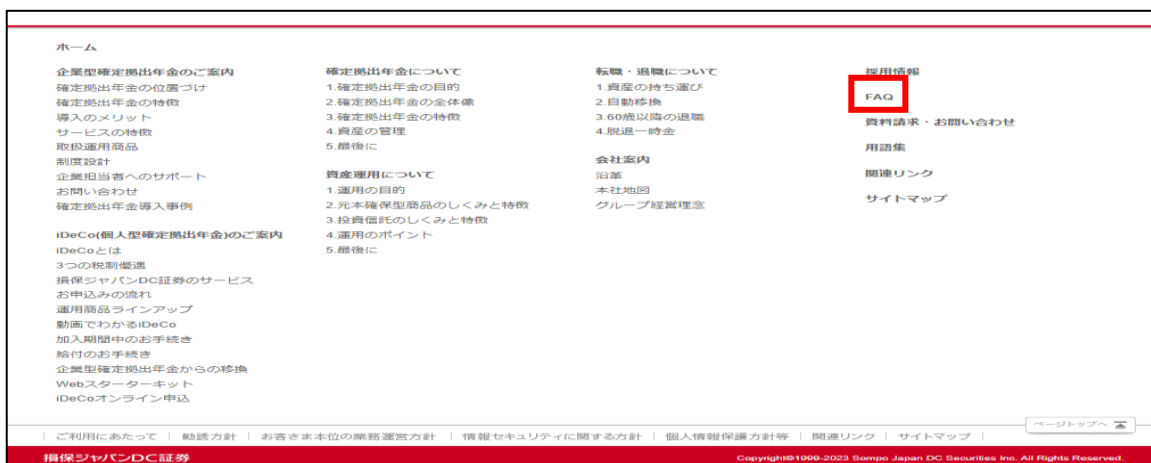 ホーム
企業型確定拠出年金のご案内
確定拠出年金の位置づけ
確定拠出年金の特徴
導入のメリット
サービスの特徴
取扱運用商品
制度設計
企業担当者へのサポート
お問い合わせ
確定拠出年金導入事例
iDeCo(個人型確定拠出年金)のご案内
iDeCoとは
3つの税制優遇
損保ジャパンDC証券のサービス
お申込みの流れ
運用商品ラインアップ
動画でわかるiDeCo
加入期間中のお手続き
給付のお手続き
企業型確定拠出年金からの移換
Webスターターキット
iDeCoオンライン申込
確定拠出年金について
1.確定拠出年金の目的
2.確定拠出年金の全体像
3.確定拠出年金の特徴
4.資産の管理
5.最後に
資産運用について
1.運用の目的
2.元本確保型商品のしくみと特徴
3.投資信託のしくみと特徴
4.運用のポイント
5.最後に
転職・退職について
1.資産の持ち運び
2.自動移換
3.60歳以降の退職
4.脱退一時金
会社案内
沿革
本社地図
グループ経営理念
採用情報
FAQ
資料請求・お問い合わせ
用語集
関連リンク
サイトマップ
ページトップへ
ご利用にあたって | 勧誘方針 | お客さま本位の業務運営方針 | 情報セキュリティに関する方針 | 個人情報保護方針等 | 関連リンク | サイトマップ
損保ジャパンDC証券
Copyright©1999-2023 Sompo Japan DC Securities Inc. All Rights Reserved.